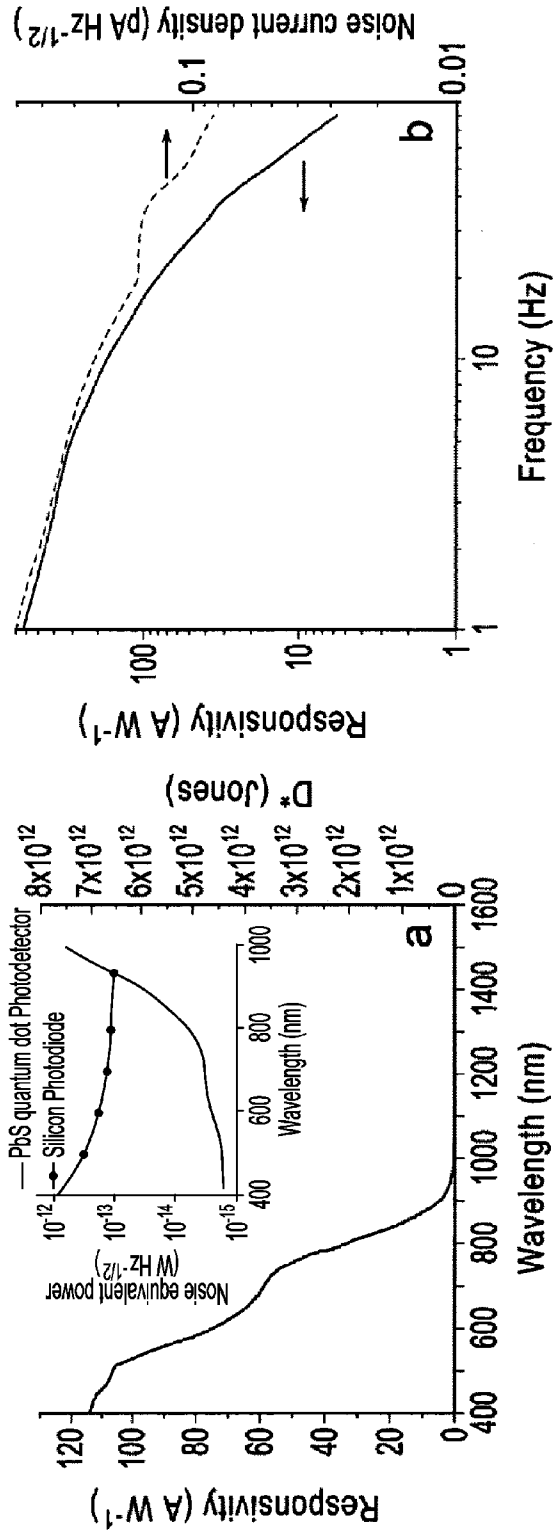 PbS quantum dot Photodetector
Silicon Photodiode
Nosie equivalent power
(W Hz-1/2)
10-12
10-13
10-14
10-15
400
600
800
1000
Wavelength (nm)
a
Responsivity (A W-1)
120
100
80
60
40
20
0
D* (Jones)
8x10^12
7x10^12
6x10^12
5x10^12
4x10^12
3x10^12
2x10^12
1x10^12
0
400
600
800
1000
1200
1400
1600
Wavelength (nm)
b
Responsivity (A W-1)
100
10
1
Noise current density (pA Hz-1/2)
0.1
0.01
1
10
Frequency (Hz)